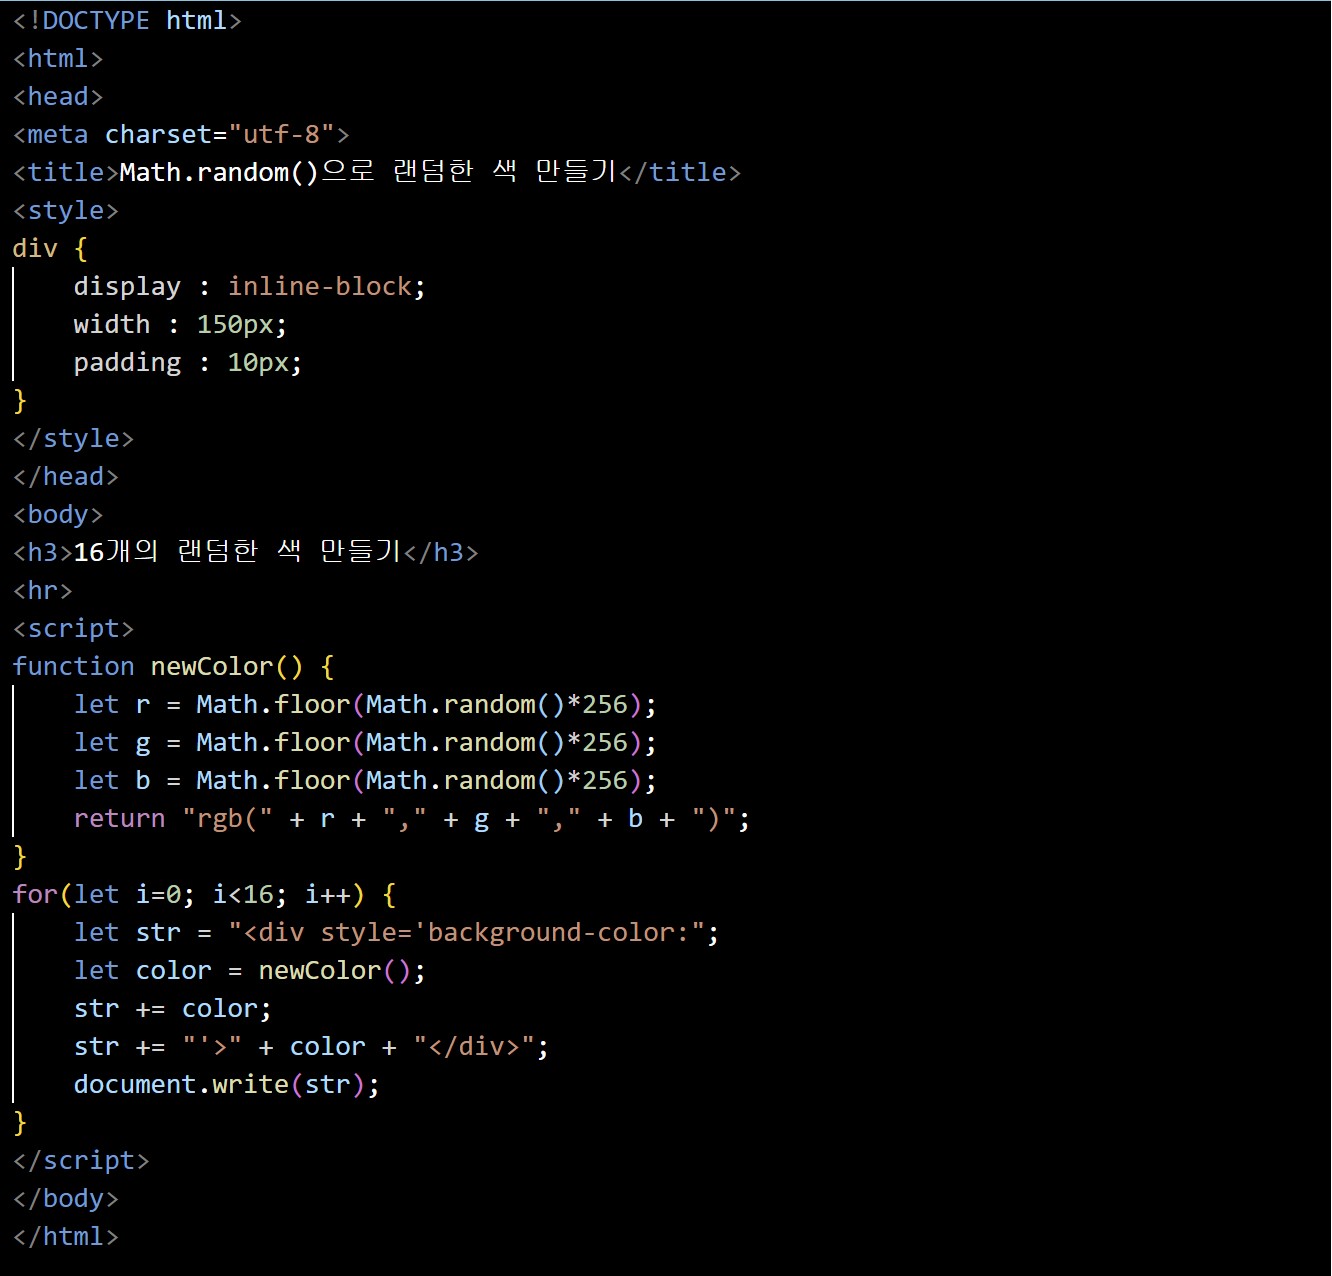 <!DOCTYPE html>
<html>
<head>
<meta charset="utf-8">
<title>Math.random()으로 랜덤한 색 만들기</title>
<style>
div {
    display : inline-block;
    width : 150px;
    padding : 10px;
}
</style>
</head>
<body>
<h3>16개의 랜덤한 색 만들기</h3>
<hr>
<script>
function newColor() {
    let r = Math.floor(Math.random()*256);
    let g = Math.floor(Math.random()*256);
    let b = Math.floor(Math.random()*256);
    return "rgb(" + r + "," + g + "," + b + ")";
}
for(let i=0; i<16; i++) {
    let str = "<div style='background-color:";
    let color = newColor();
    str += color;
    str += "'>" + color + "</div>";
    document.write(str);
}
</script>
</body>
</html>